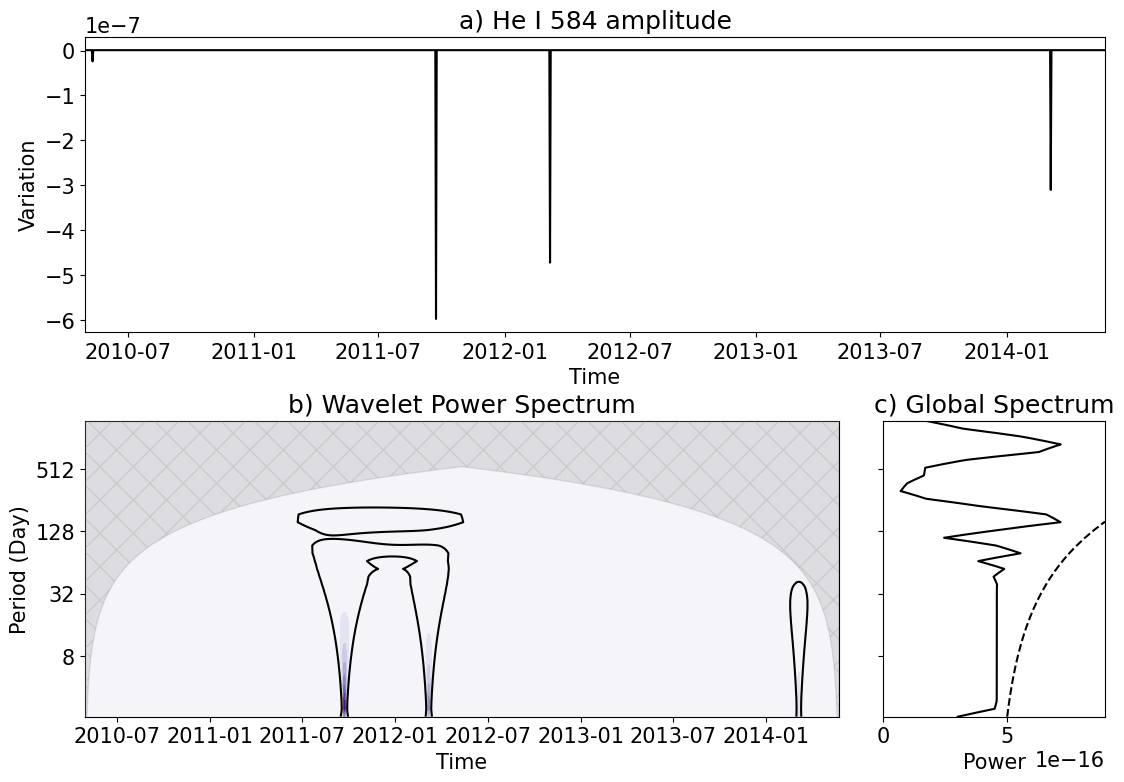 a) He I 584 amplitude
1e−7
0
−1
−2
−3
−4
−5
−6
Variation
2010-07 2011-01 2011-07 2012-01 2012-07 2013-01 2013-07 2014-01
Time
b) Wavelet Power Spectrum
512
128
32
8
Period (Day)
2010-07 2011-01 2011-07 2012-01 2012-07 2013-01 2013-07 2014-01
Time
c) Global Spectrum
0 5
Power 1e−16